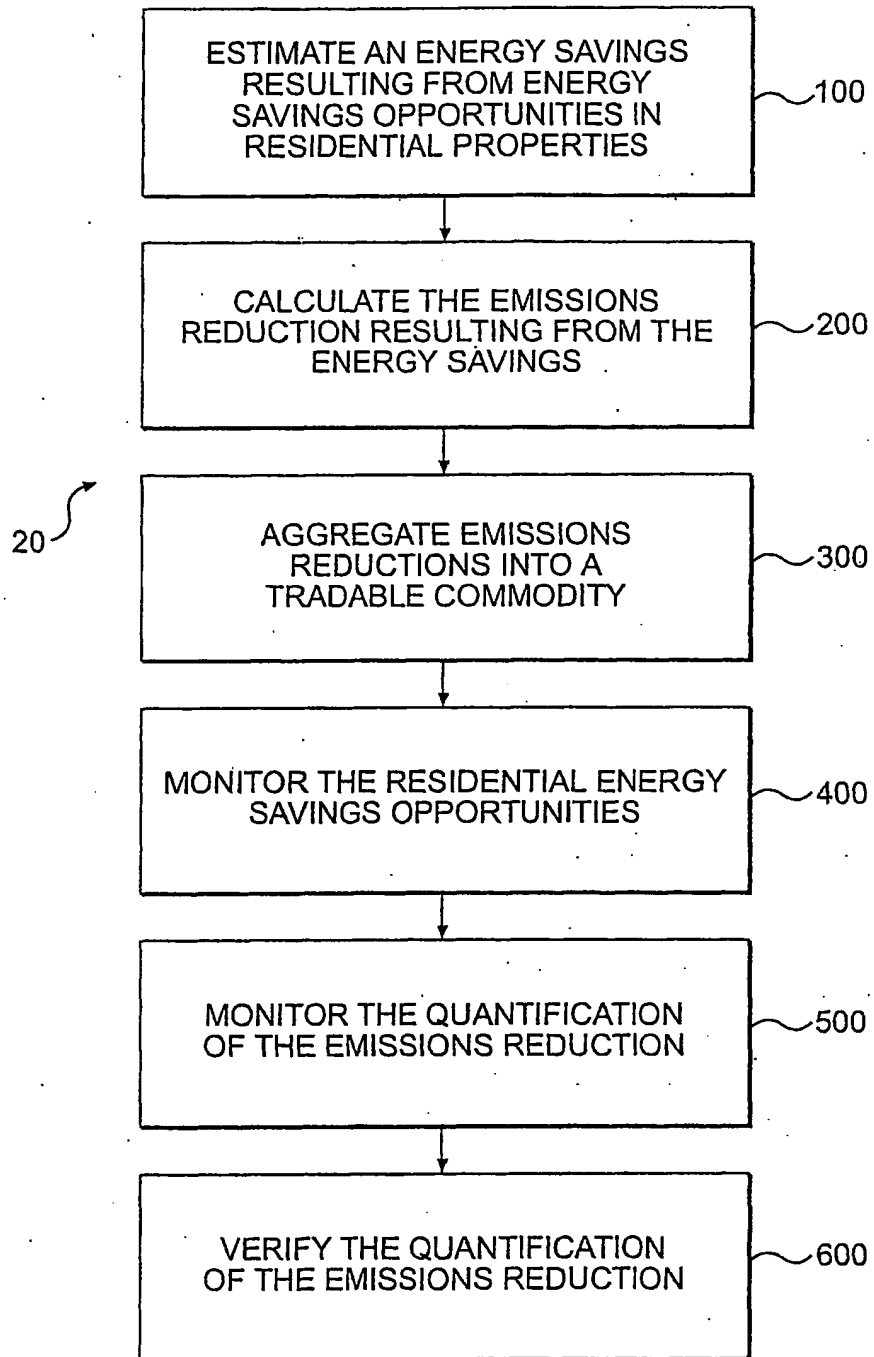 ESTIMATE AN ENERGY SAVINGS
RESULTING FROM ENERGY
SAVINGS OPPORTUNITIES IN
RESIDENTIAL PROPERTIES
100
CALCULATE THE EMISSIONS
REDUCTION RESULTING FROM THE
ENERGY SAVINGS
200
20
AGGREGATE EMISSIONS
REDUCTIONS INTO A
TRADABLE COMMODITY
300
MONITOR THE RESIDENTIAL ENERGY
SAVINGS OPPORTUNITIES
400
MONITOR THE QUANTIFICATION
OF THE EMISSIONS REDUCTION
500
VERIFY THE QUANTIFICATION
OF THE EMISSIONS REDUCTION
600